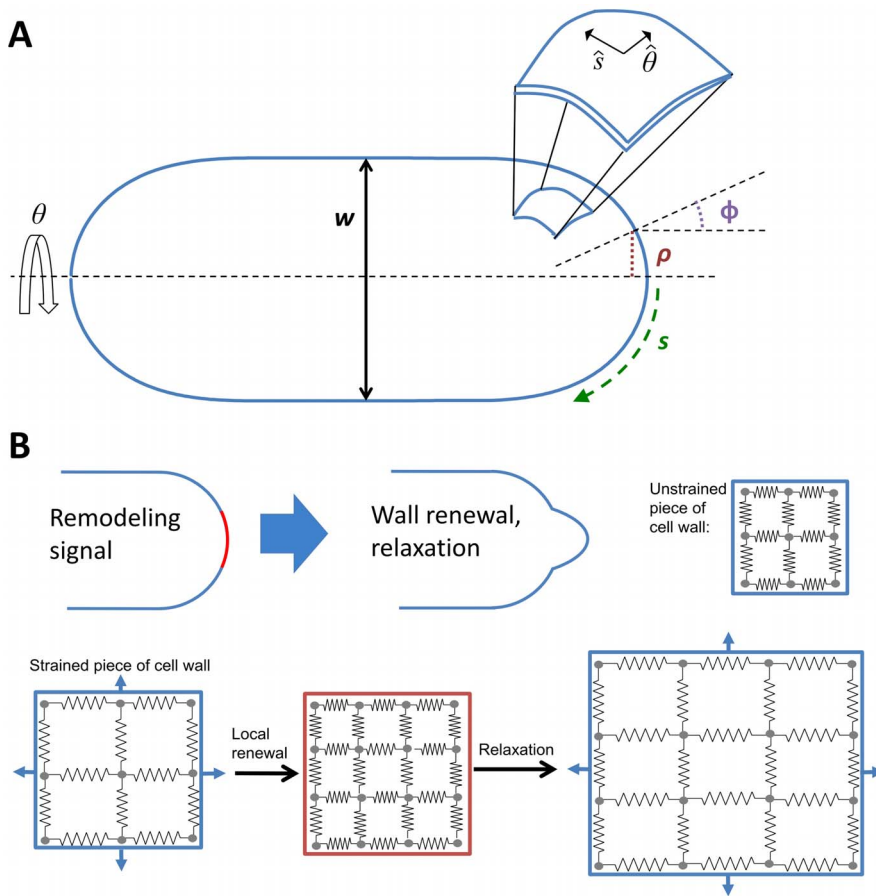 A
ŝ
θ̂
θ
w
ϕ
ρ
s
B
Remodeling
signal
Wall renewal,
relaxation
Unstrained
piece of
cell wall:
Strained piece of cell wall
Local
renewal
Relaxation